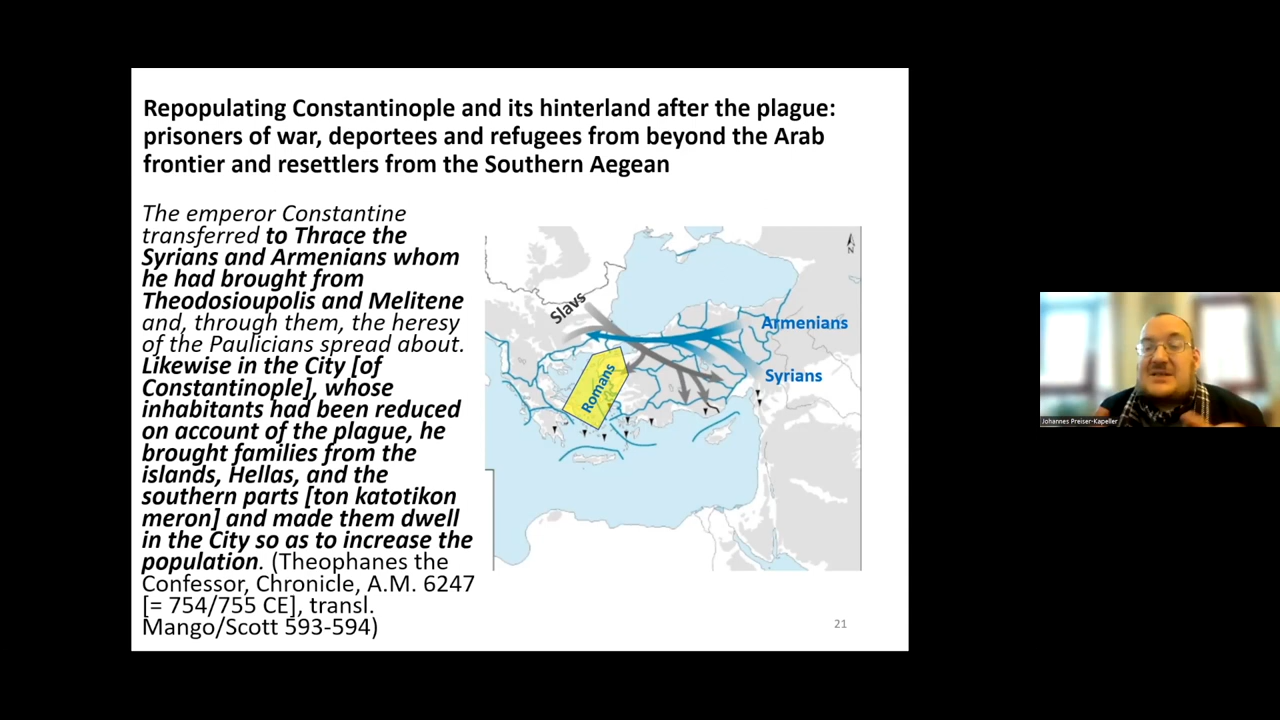 Repopulating Constantinople and its hinterland after the plague:
prisoners of war, deportees and refugees from beyond the Arab
frontier and resettlers from the Southern Aegean
The emperor Constantine
transferred to Thrace the
Syrians and Armenians whom
he had brought from
Theodosioupolis and Melitene
and, through them, the heresy
of the Paulicians spread about.
Likewise in the City [of
Constantinople], whose
inhabitants had been reduced
on account of the plague, he
brought families from the
islands, Hellas, and the
southern parts [ton katotikon
meron] and made them dwell
in the City so as to increase the
population. (Theophanes the
Confessor, Chronicle, A.M. 6247
[= 754/755 CE], transl.
Mango/Scott 593-594)
N
Slavs
Armenians
Syrians
Romans
21
Johannes Preiser-Kapeller